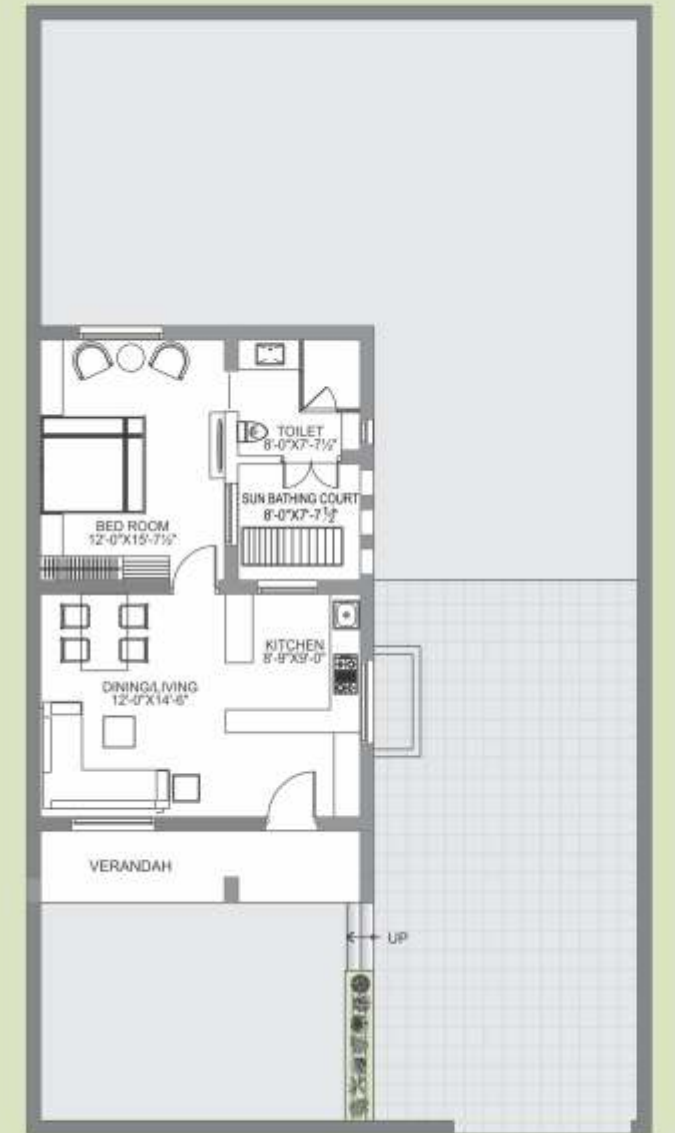 TOILET
8'-0"X7'-7½"
SUN BATHING COURT
8'-0"X7'-7½"
BED ROOM
12'-0"X15'-7½"
KITCHEN
8'-9"X9'-0"
DINING/LIVING
12'-0"X14'-6"
VERANDAH
UP